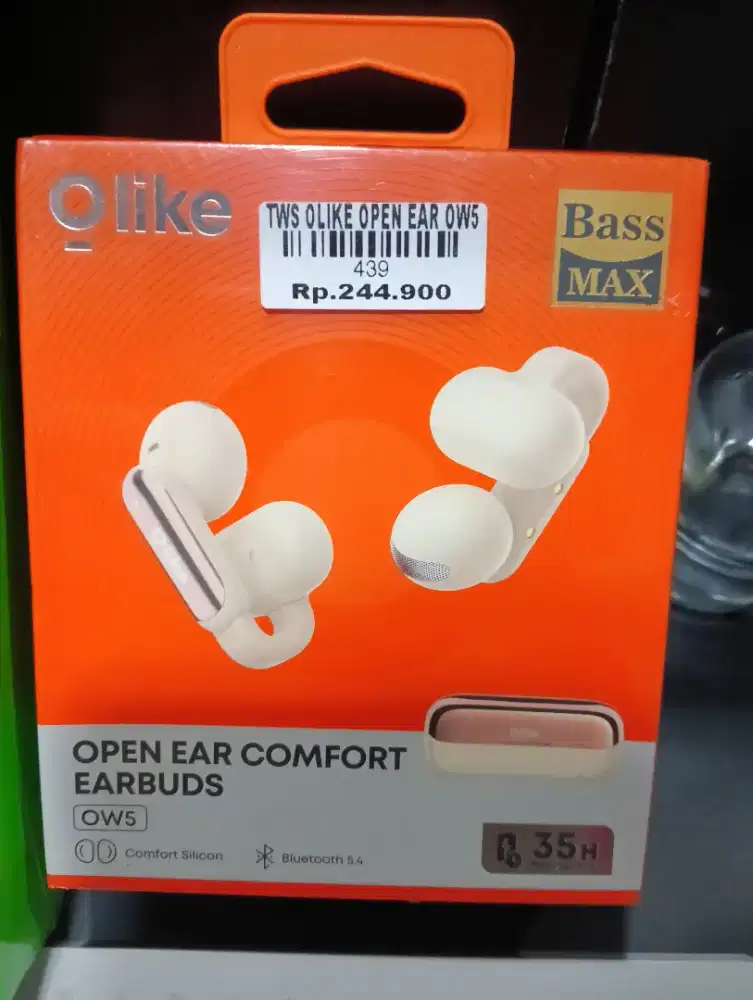 Olike
TWS OLIKE OPEN EAR OW5
439
Rp.244.900
Bass
MAX
OPEN EAR COMFORT
EARBUDS
OW5
Comfort Silicon
Bluetooth 5.4
35H